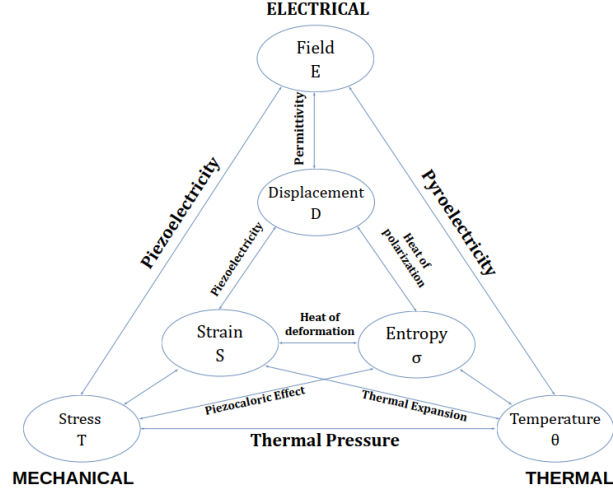 ELECTRICAL
Field
E
Permittivity
Piezoelectricity
Pyroelectricity
Displacement
D
Piezoelectricity
Heat of
polarization
Strain
S
Heat of
deformation
Entropy
σ
Piezocaloric Effect
Thermal Expansion
Stress
T
Thermal Pressure
Temperature
θ
MECHANICAL
THERMAL